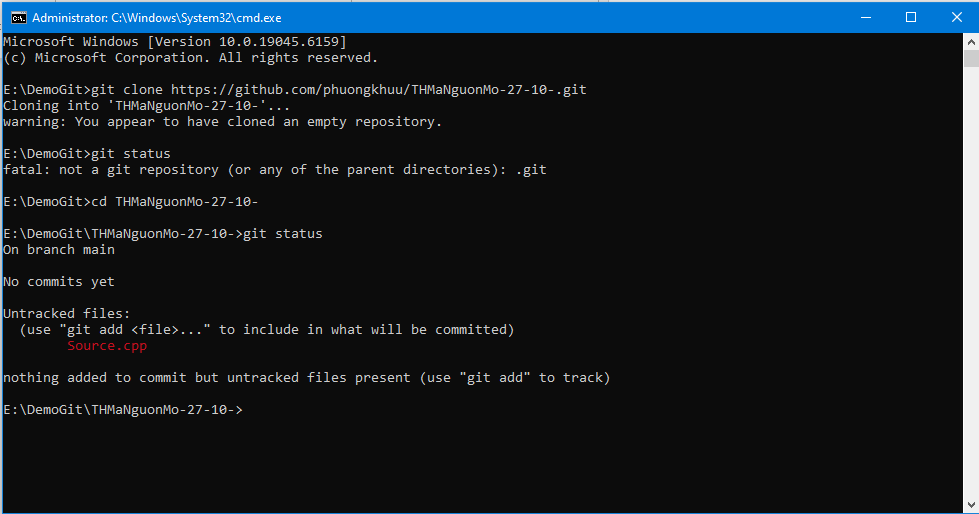 Administrator: C:\Windows\System32\cmd.exe
Microsoft Windows [Version 10.0.19045.6159]
(c) Microsoft Corporation. All rights reserved.
E:\DemoGit>git clone https://github.com/phuongkhuu/THMaNguonMo-27-10-.git
Cloning into 'THMaNguonMo-27-10-'...
warning: You appear to have cloned an empty repository.
E:\DemoGit>git status
fatal: not a git repository (or any of the parent directories): .git
E:\DemoGit>cd THMaNguonMo-27-10-
E:\DemoGit\THMaNguonMo-27-10->git status
On branch main
No commits yet
Untracked files:
(use "git add <file>..." to include in what will be committed)
Source.cpp
nothing added to commit but untracked files present (use "git add" to track)
E:\DemoGit\THMaNguonMo-27-10->